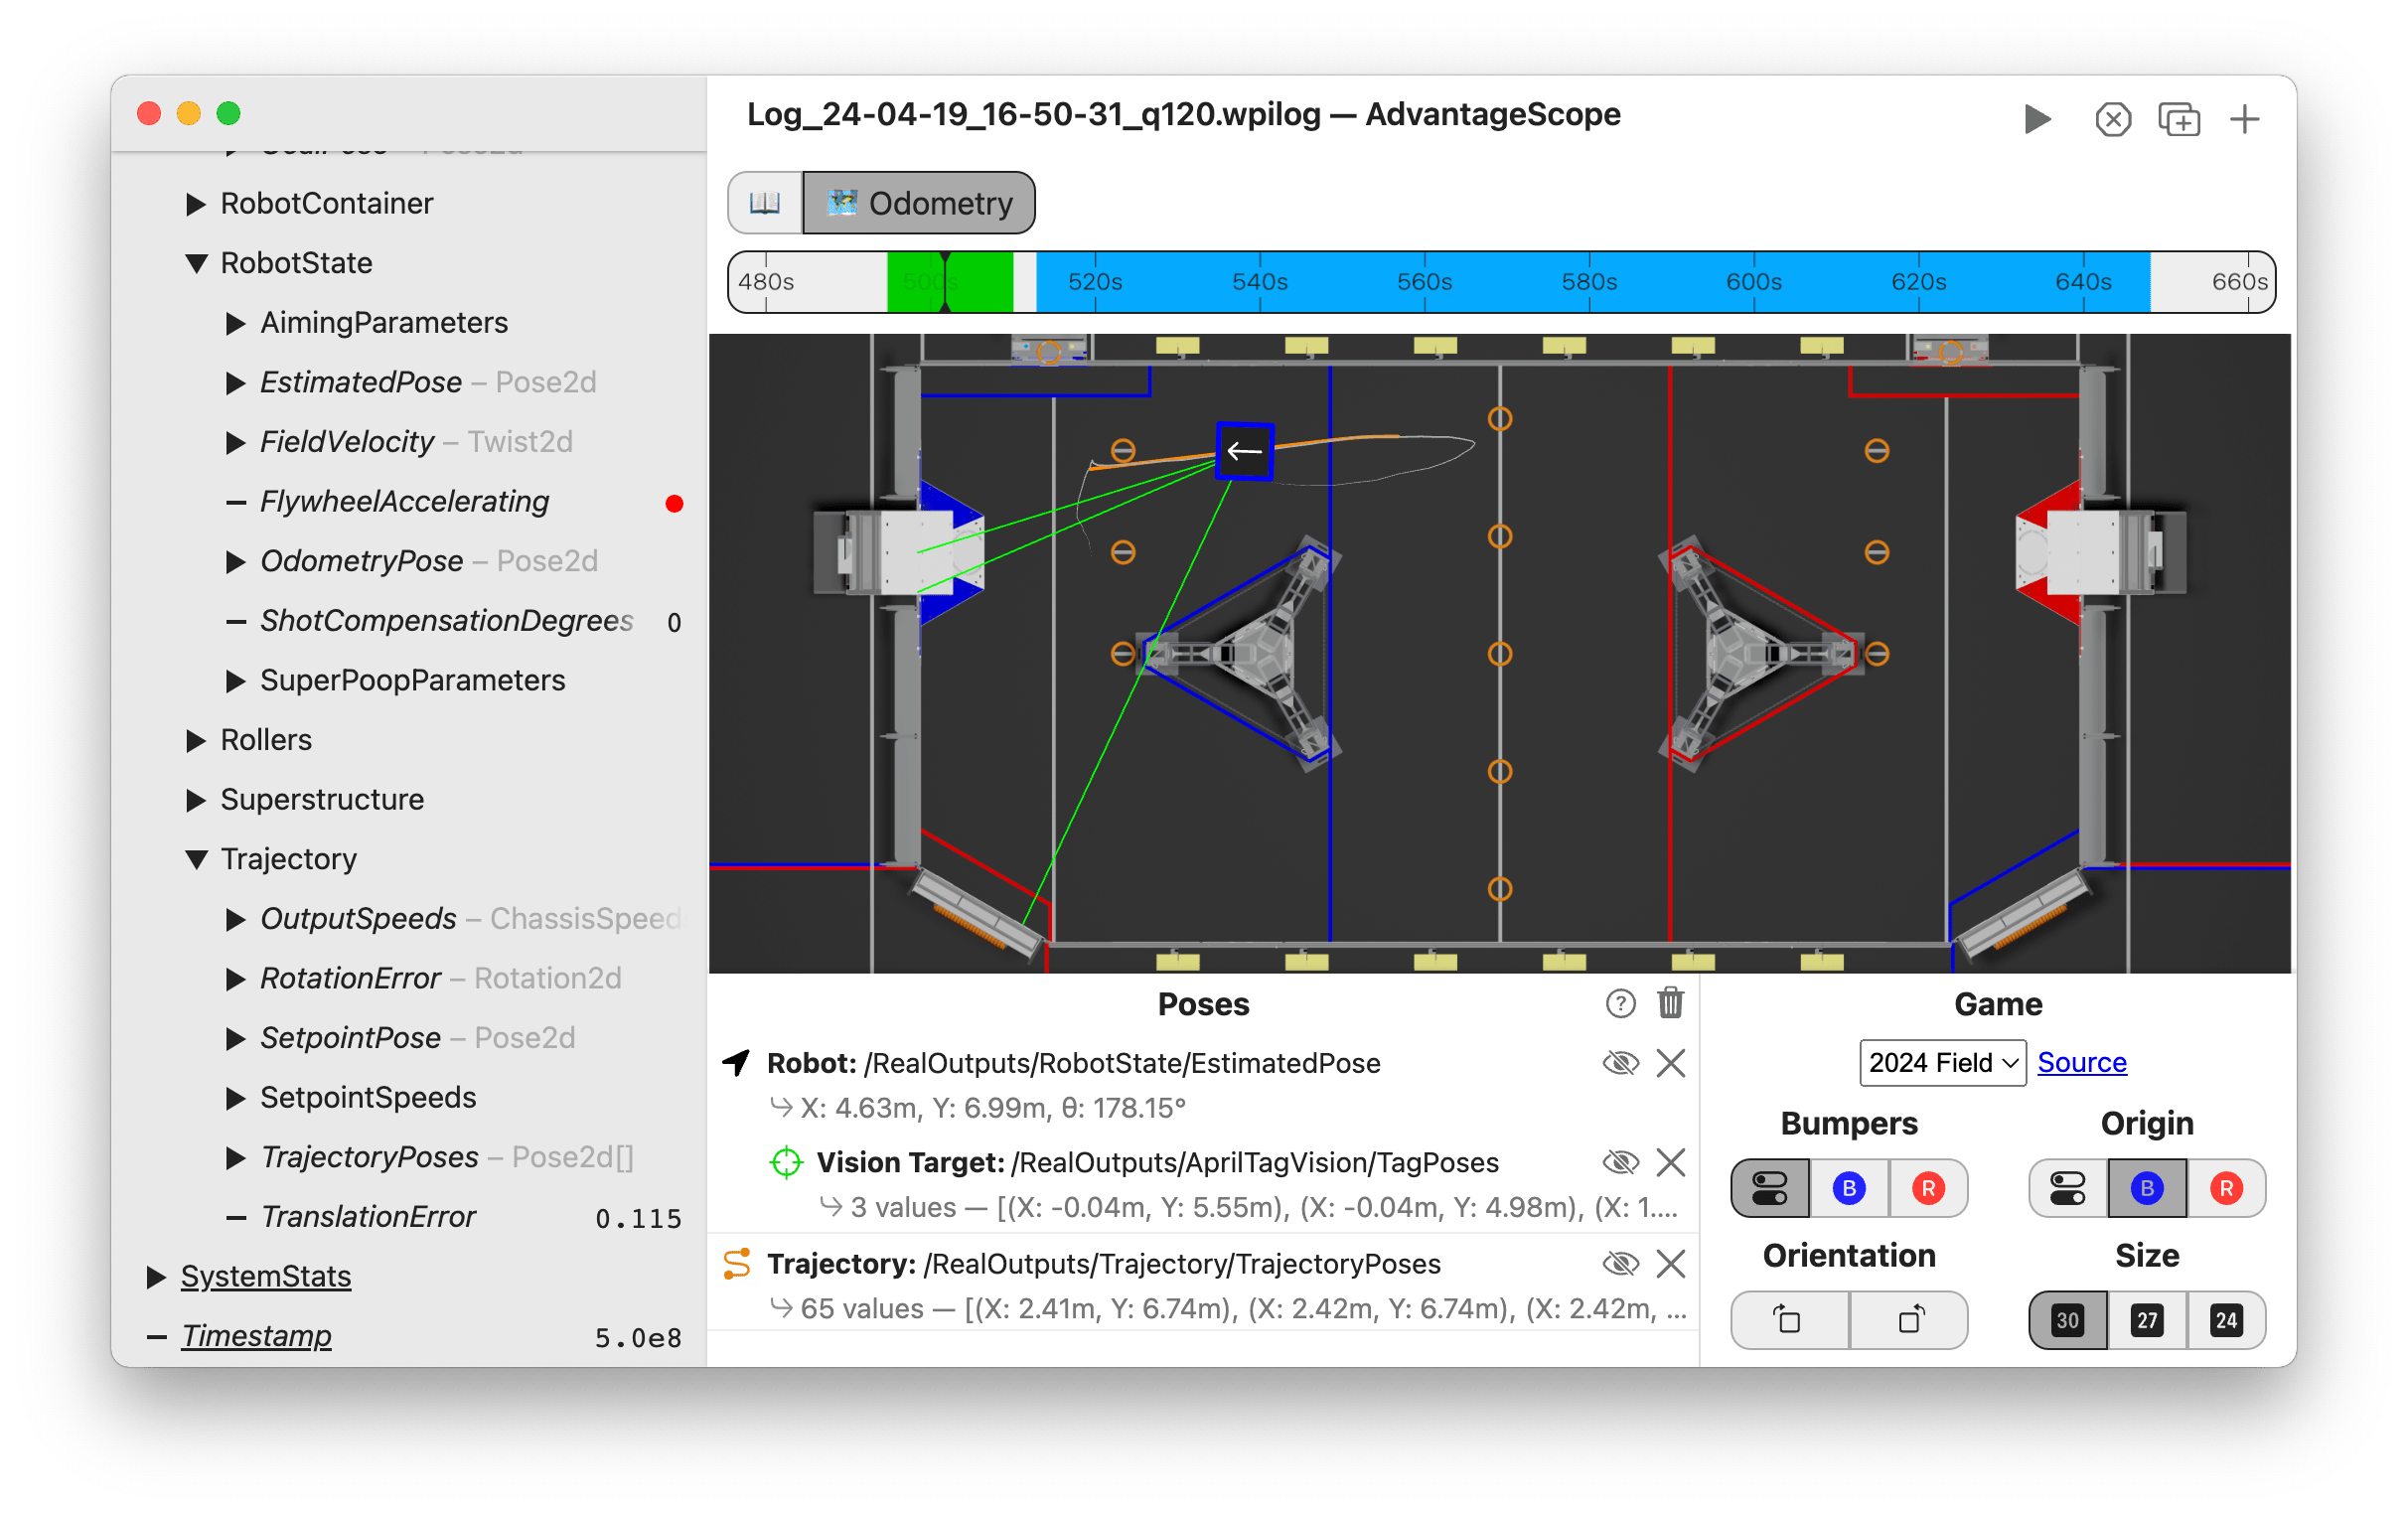 Log_24-04-19_16-50-31_q120.wpilog — AdvantageScope
RobotContainer
RobotState
AimingParameters
EstimatedPose – Pose2d
FieldVelocity – Twist2d
FlywheelAccelerating
OdometryPose – Pose2d
ShotCompensationDegrees 0
SuperPoopParameters
Rollers
Superstructure
Trajectory
OutputSpeeds – ChassisSpeed
RotationError – Rotation2d
SetpointPose – Pose2d
SetpointSpeeds
TrajectoryPoses – Pose2d[]
TranslationError 0.115
SystemStats
Timestamp 5.0e8
Odometry
480s 500s 520s 540s 560s 580s 600s 620s 640s 660s
Poses
Robot: /RealOutputs/RobotState/EstimatedPose
X: 4.63m, Y: 6.99m, θ: 178.15°
Vision Target: /RealOutputs/AprilTagVision/TagPoses
3 values — [(X: -0.04m, Y: 5.55m), (X: -0.04m, Y: 4.98m), (X: 1....
Trajectory: /RealOutputs/Trajectory/TrajectoryPoses
65 values — [(X: 2.41m, Y: 6.74m), (X: 2.42m, Y: 6.74m), (X: 2.42m, ...
Game
2024 Field Source
Bumpers Origin
B R B R
Orientation Size
30 27 24